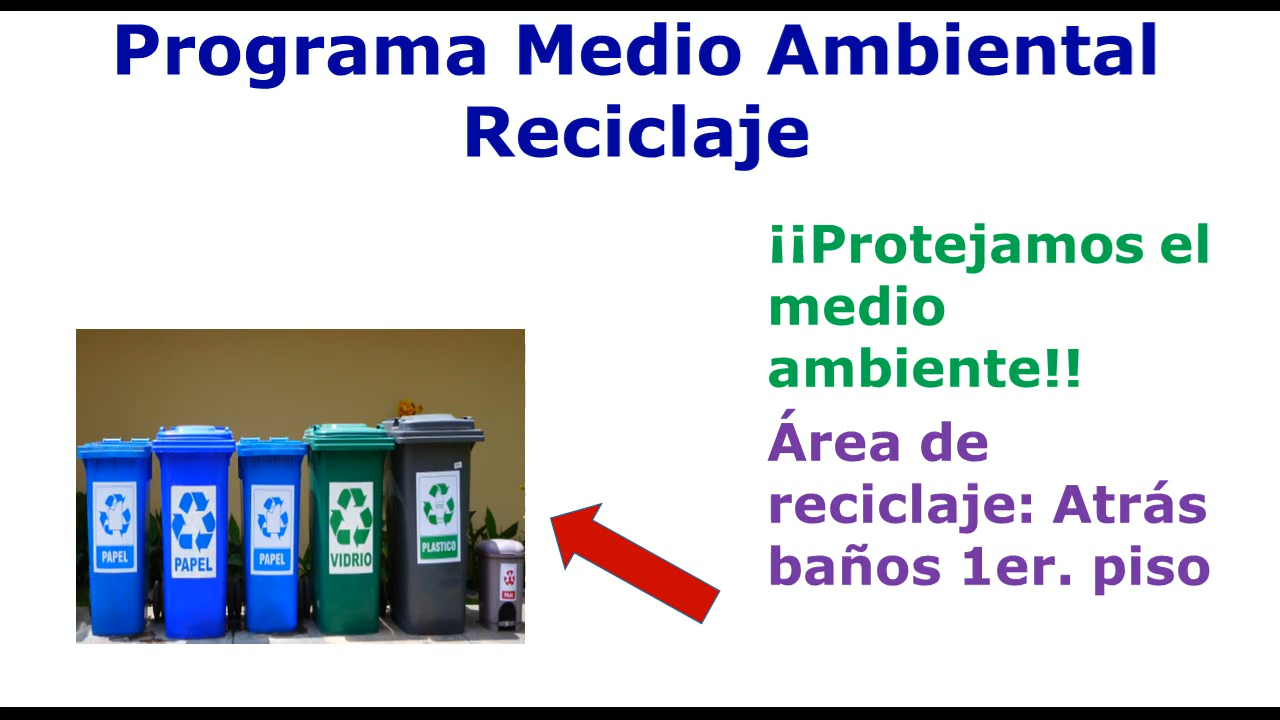 Programa Medio Ambiental
Reciclaje
¡¡Protejamos el
medio
ambiente!!
Área de
reciclaje: Atrás
baños 1er. piso
PAPEL
PAPEL
PAPEL
VIDRIO
PLASTICO
PILAS